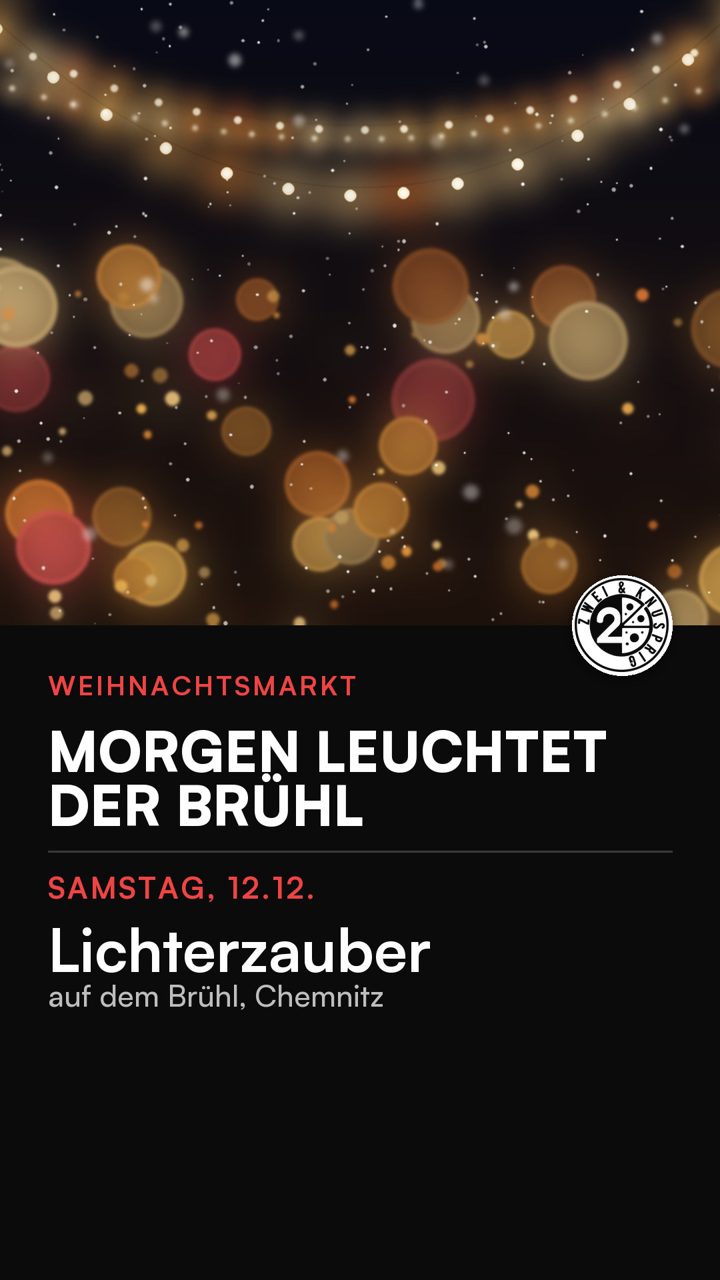 ZWEI & KNUSPRIG
2
WEIHNACHTSMARKT
MORGEN LEUCHTET
DER BRÜHL
SAMSTAG, 12.12.
Lichterzauber
auf dem Brühl, Chemnitz